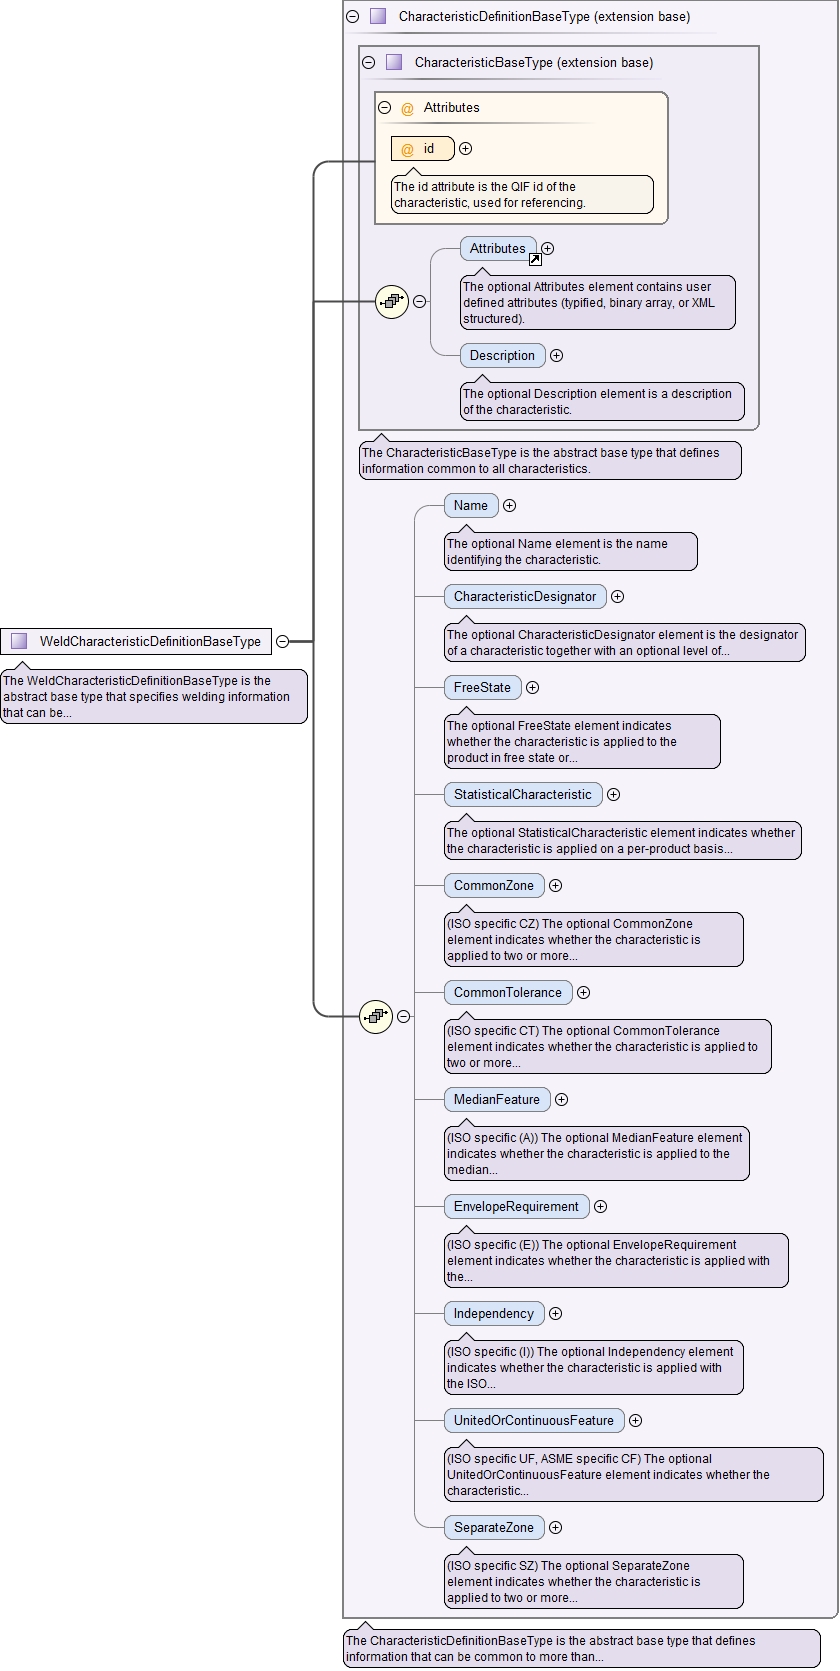 CharacteristicDefinitionBaseType (extension base)
CharacteristicBaseType (extension base)
@ Attributes
@ id
The id attribute is the QIF id of the
characteristic, used for referencing.
Attributes
The optional Attributes element contains user
defined attributes (typified, binary array, or XML
structured).
Description
The optional Description element is a description
of the characteristic.
The CharacteristicBaseType is the abstract base type that defines
information common to all characteristics.
Name
The optional Name element is the name
identifying the characteristic.
CharacteristicDesignator
The optional CharacteristicDesignator element is the designator
of a characteristic together with an optional level of...
WeldCharacteristicDefinitionBaseType
The WeldCharacteristicDefinitionBaseType is the
abstract base type that specifies welding information
that can be...
FreeState
The optional FreeState element indicates
whether the characteristic is applied to the
product in free state or...
StatisticalCharacteristic
The optional StatisticalCharacteristic element indicates whether
the characteristic is applied on a per-product basis...
CommonZone
(ISO specific CZ) The optional CommonZone
element indicates whether the characteristic is
applied to two or more...
CommonTolerance
(ISO specific CT) The optional CommonTolerance
element indicates whether the characteristic is applied to
two or more...
MedianFeature
(ISO specific (A)) The optional MedianFeature element
indicates whether the characteristic is applied to the
median...
EnvelopeRequirement
(ISO specific (E)) The optional EnvelopeRequirement
element indicates whether the characteristic is applied with
the...
Independency
(ISO specific (I)) The optional Independency element
indicates whether the characteristic is applied with
the ISO...
UnitedOrContinuousFeature
(ISO specific UF, ASME specific CF) The optional
UnitedOrContinuousFeature element indicates whether the
characteristic...
SeparateZone
(ISO specific SZ) The optional SeparateZone
element indicates whether the characteristic is
applied to two or more...
The CharacteristicDefinitionBaseType is the abstract base type that defines
information that can be common to more than...